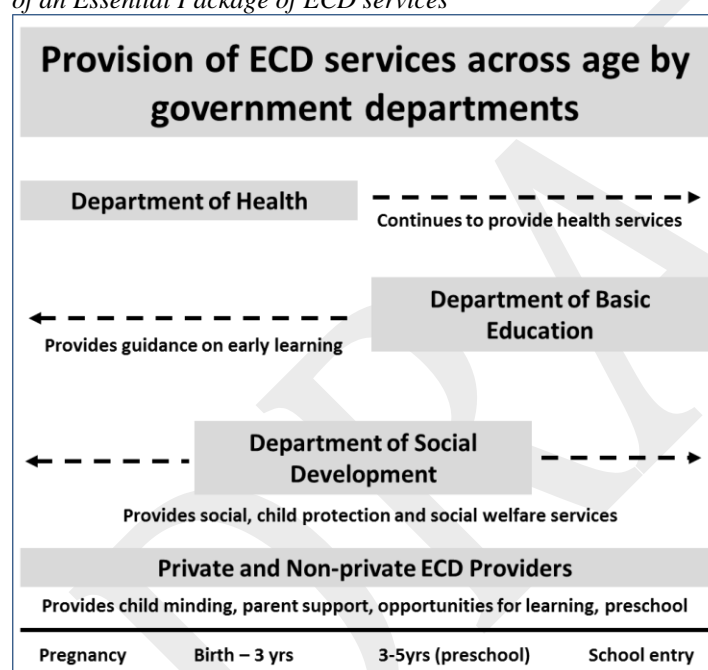 of an Essential Package of ECD services
Provision of ECD services across age by
government departments
Department of Health
Continues to provide health services
Department of Basic
Education
Provides guidance on early learning
Department of Social
Development
Provides social, child protection and social welfare services
Private and Non-private ECD Providers
Provides child minding, parent support, opportunities for learning, preschool
Pregnancy Birth – 3 yrs 3-5yrs (preschool) School entry